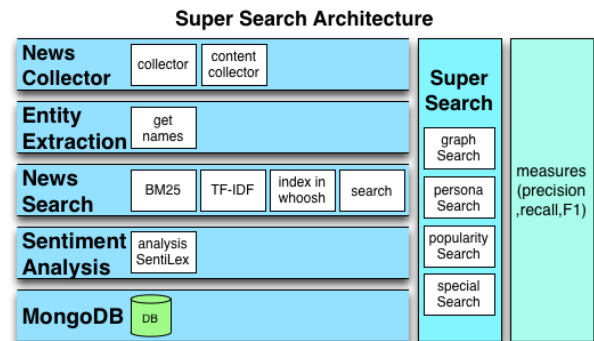 Super Search Architecture
News
Collector
collector
content
collector
Entity
Extraction
get
names
News
Search
BM25
TF-IDF
index in
whoosh
search
Sentiment
Analysis
analysis
SentiLex
MongoDB
DB
Super
Search
graph
Search
persona
Search
popularity
Search
special
Search
measures
(precision
,recall,F1)